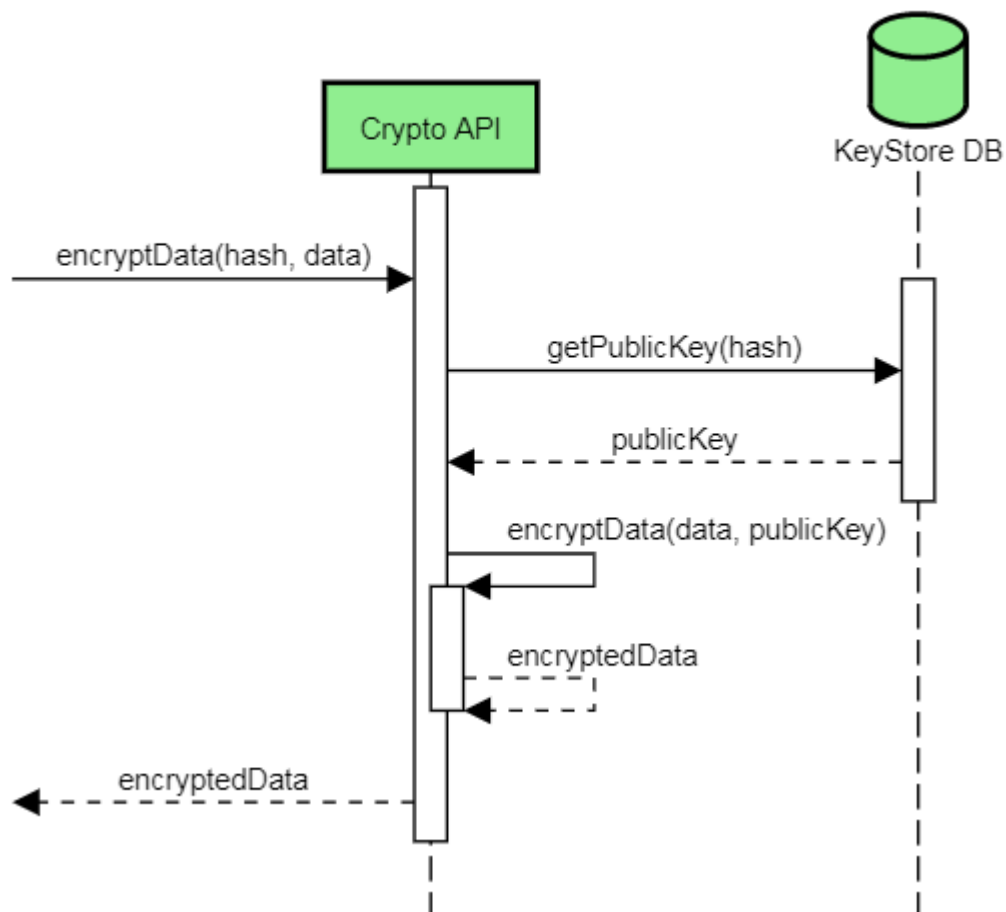 Crypto API
KeyStore DB
encryptData(hash, data)
getPublicKey(hash)
publicKey
encryptData(data, publicKey)
encryptedData
encryptedData